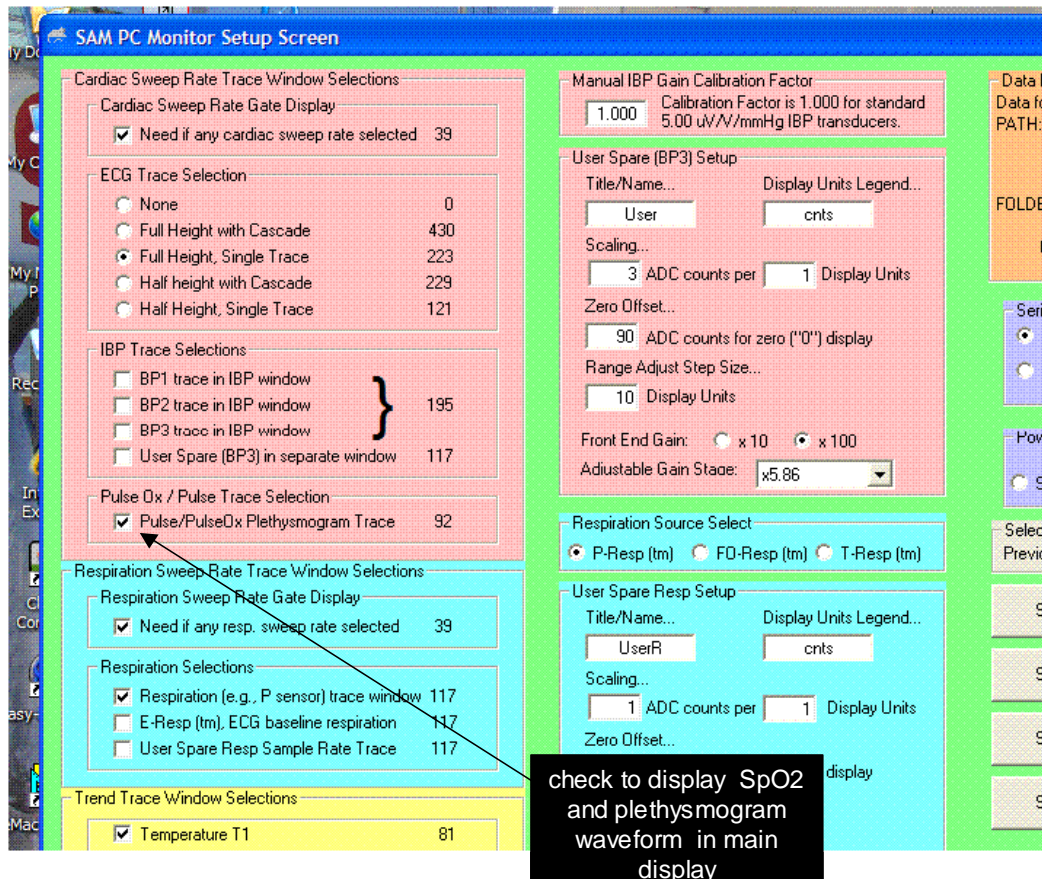 SAM PC Monitor Setup Screen
Cardiac Sweep Rate Trace Window Selections
Cardiac Sweep Rate Gate Display
Need if any cardiac sweep rate selected 39
ECG Trace Selection
None 0
Full Height with Cascade 430
Full Height, Single Trace 223
Half height with Cascade 229
Half Height, Single Trace 121
IBP Trace Selections
BP1 trace in IBP window
BP2 trace in IBP window } 195
BP3 trace in IBP window
User Spare (BP3) in separate window 117
Pulse Ox / Pulse Trace Selection
Pulse/PulseOx Plethysmogram Trace 92
Respiration Sweep Rate Trace Window Selections
Respiration Sweep Rate Gate Display
Need if any resp. sweep rate selected 39
Respiration Selections
Respiration (e.g., P sensor) trace window 117
E-Resp (tm), ECG baseline respiration 117
User Spare Resp Sample Rate Trace 117
Trend Trace Window Selections
Temperature T1 81
Manual IBP Gain Calibration Factor
1.000 Calibration Factor is 1.000 for standard
5.00 uV/V/mmHg IBP transducers.
User Spare (BP3) Setup
Title/Name... Display Units Legend...
User cnts
Scaling...
3 ADC counts per 1 Display Units
Zero Offset...
90 ADC counts for zero ("0") display
Range Adjust Step Size...
10 Display Units
Front End Gain: x 10 x 100
Adjustable Gain Stage: x5.86
Respiration Source Select
P-Resp (tm) FO-Resp (tm) T-Resp (tm)
User Spare Resp Setup
Title/Name... Display Units Legend...
UserR cnts
Scaling...
1 ADC counts per 1 Display Units
Zero Offset...
display
check to display SpO2
and plethysmogram
waveform in main
display
Data
Data fo
PATH:
FOLDE
Seri
Pow
S
Selec
Previo
S
S
S
S